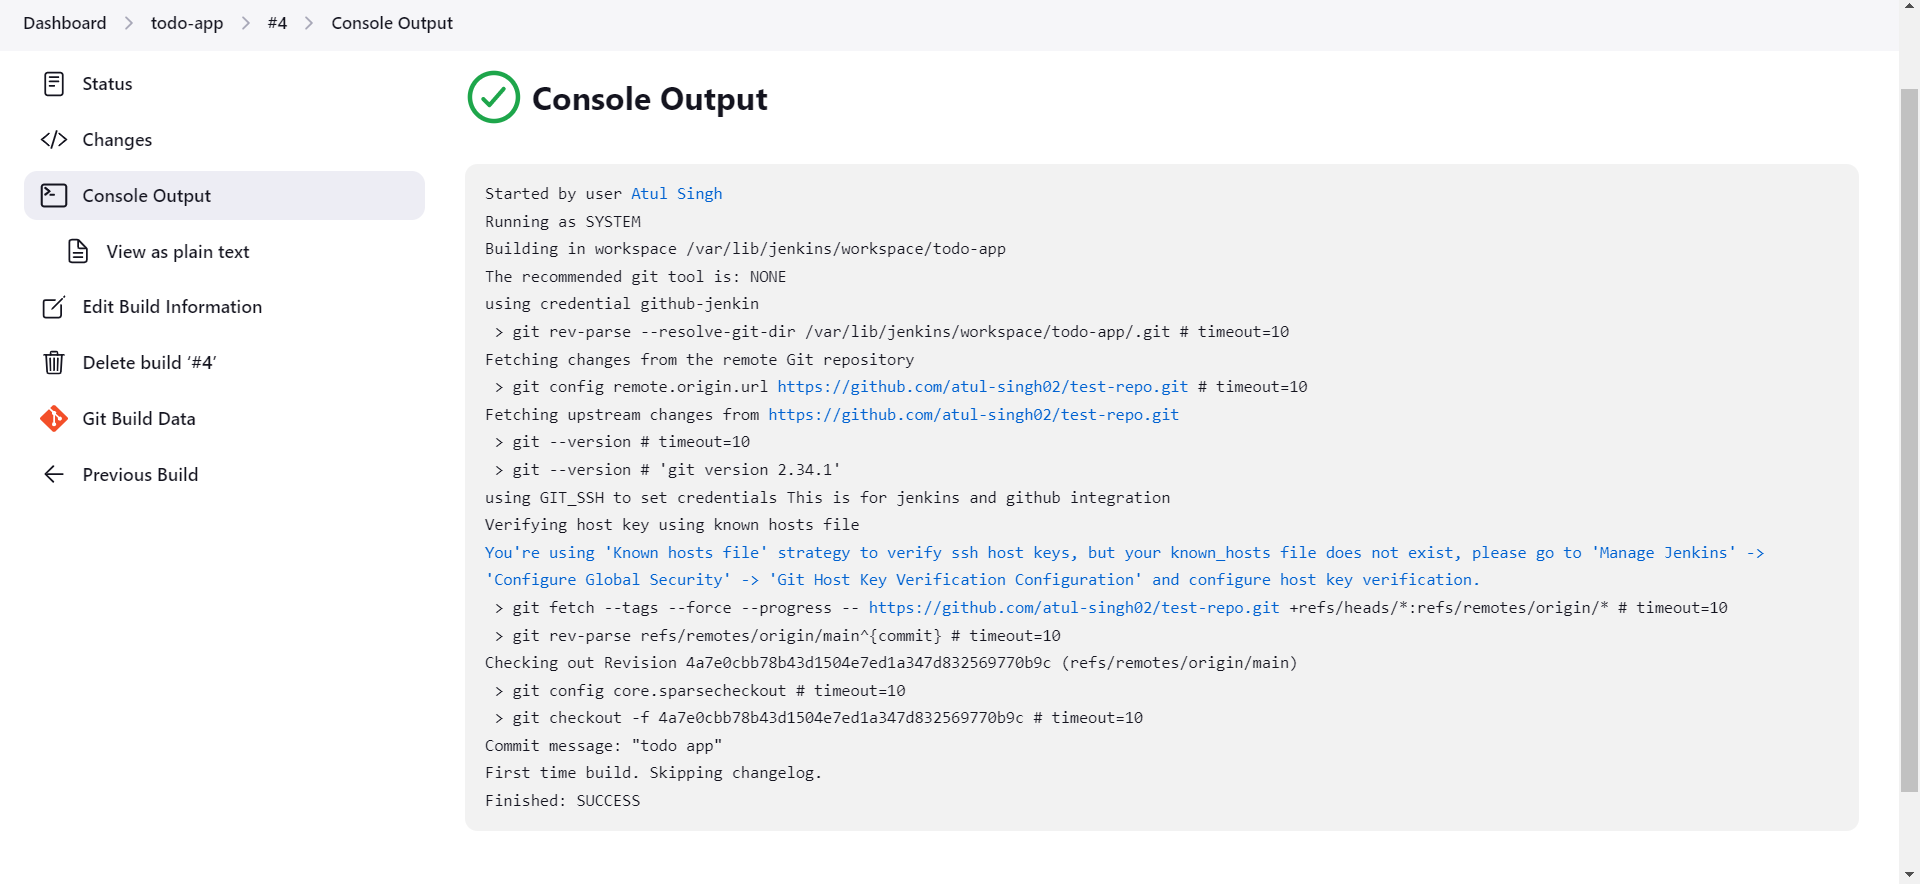 Dashboard > todo-app > #4 > Console Output
Status
Changes
Console Output
View as plain text
Edit Build Information
Delete build ‘#4’
Git Build Data
Previous Build
Console Output
Started by user Atul Singh
Running as SYSTEM
Building in workspace /var/lib/jenkins/workspace/todo-app
The recommended git tool is: NONE
using credential github-jenkin
 > git rev-parse --resolve-git-dir /var/lib/jenkins/workspace/todo-app/.git # timeout=10
Fetching changes from the remote Git repository
 > git config remote.origin.url https://github.com/atul-singh02/test-repo.git # timeout=10
Fetching upstream changes from https://github.com/atul-singh02/test-repo.git
 > git --version # timeout=10
 > git --version # 'git version 2.34.1'
using GIT_SSH to set credentials This is for jenkins and github integration
Verifying host key using known hosts file
You're using 'Known hosts file' strategy to verify ssh host keys, but your known_hosts file does not exist, please go to 'Manage Jenkins' ->
'Configure Global Security' -> 'Git Host Key Verification Configuration' and configure host key verification.
 > git fetch --tags --force --progress -- https://github.com/atul-singh02/test-repo.git +refs/heads/*:refs/remotes/origin/* # timeout=10
 > git rev-parse refs/remotes/origin/main^{commit} # timeout=10
Checking out Revision 4a7e0cbb78b43d1504e7ed1a347d832569770b9c (refs/remotes/origin/main)
 > git config core.sparsecheckout # timeout=10
 > git checkout -f 4a7e0cbb78b43d1504e7ed1a347d832569770b9c # timeout=10
Commit message: "todo app"
First time build. Skipping changelog.
Finished: SUCCESS